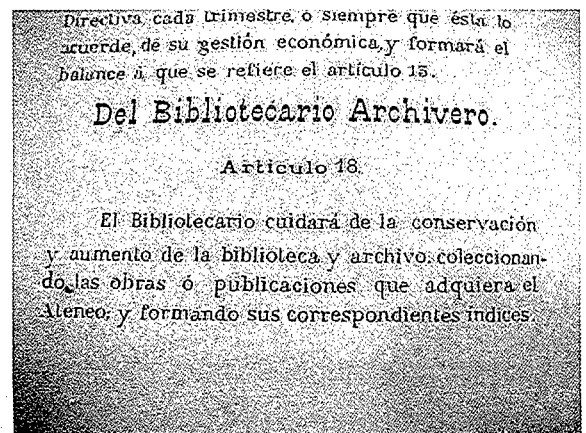 Directiva, cada trimestre, o siempre que ésta lo
acuerde, de su gestión económica, y formará el
balance á que se refiere el artículo 15.
Del Bibliotecario Archivero.
Artículo 18.
El Bibliotecario cuidará de la conservación
y aumento de la biblioteca y archivo, coleccionan-
do las obras ó publicaciones que adquiera el
Ateneo, y formando sus correspondientes índices.